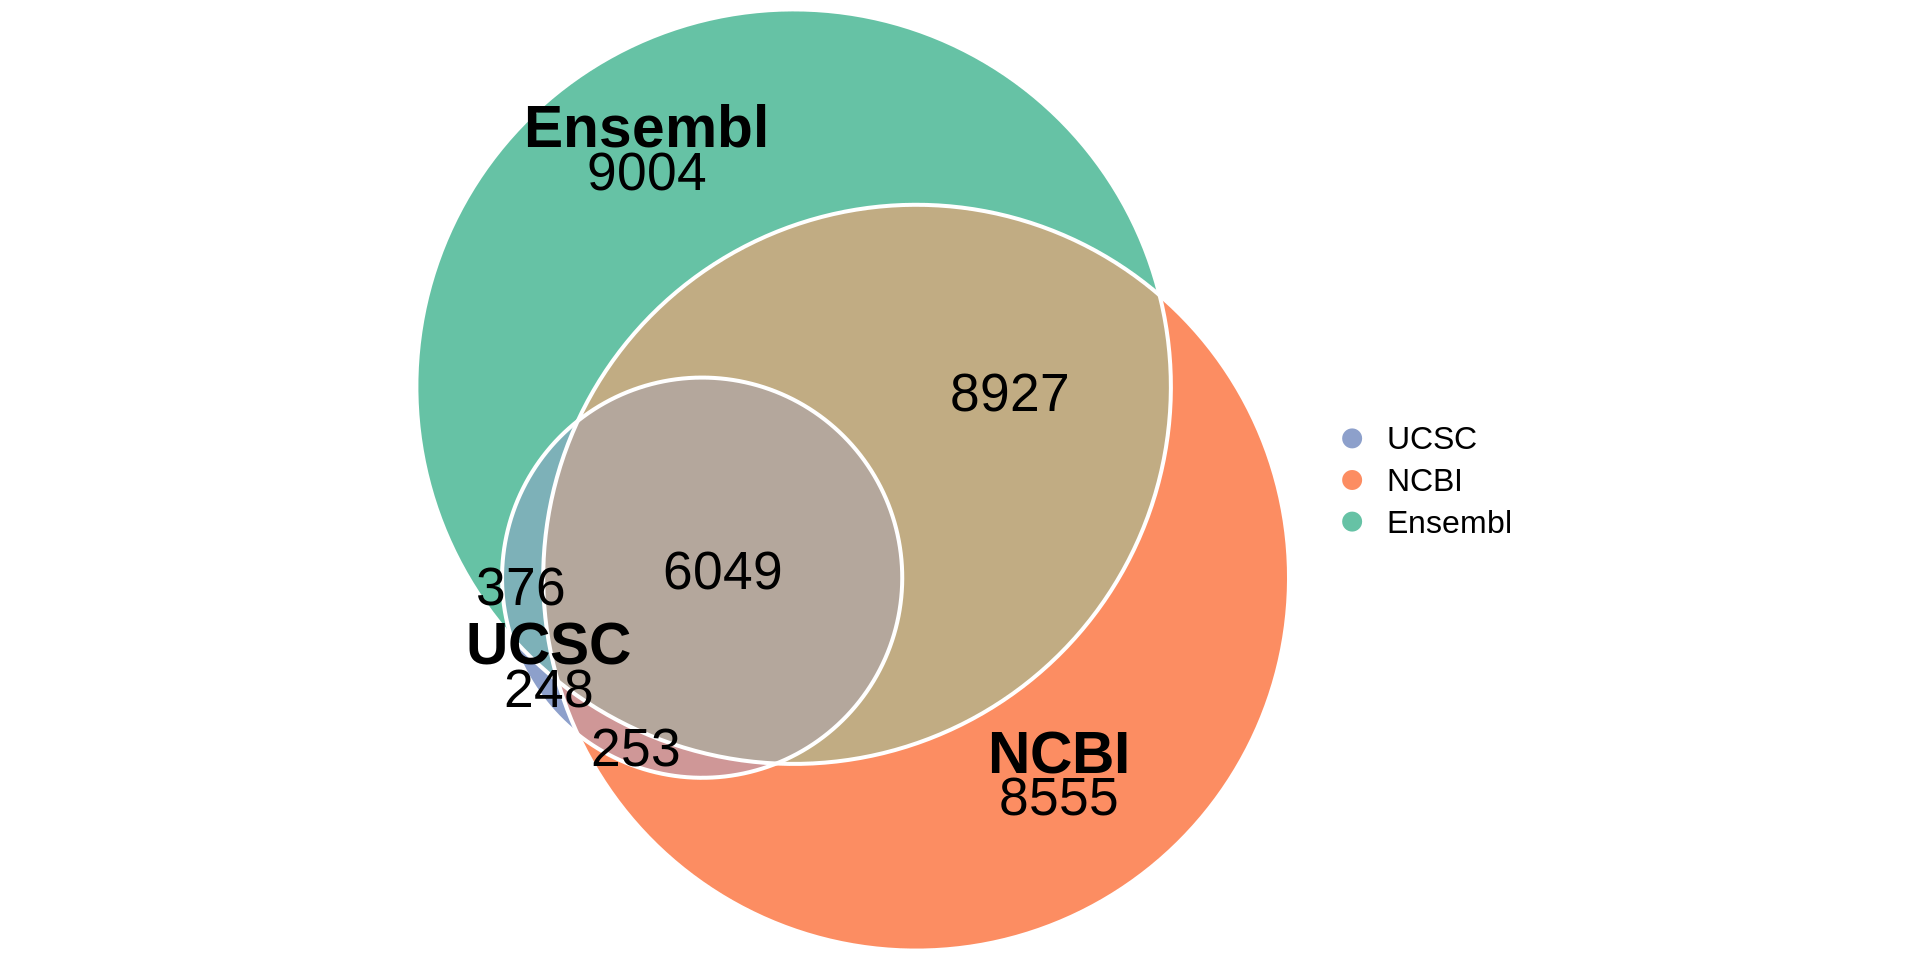 Ensembl
9004
8927
6049
376
UCSC
248
253
NCBI
8555
UCSC
NCBI
Ensembl